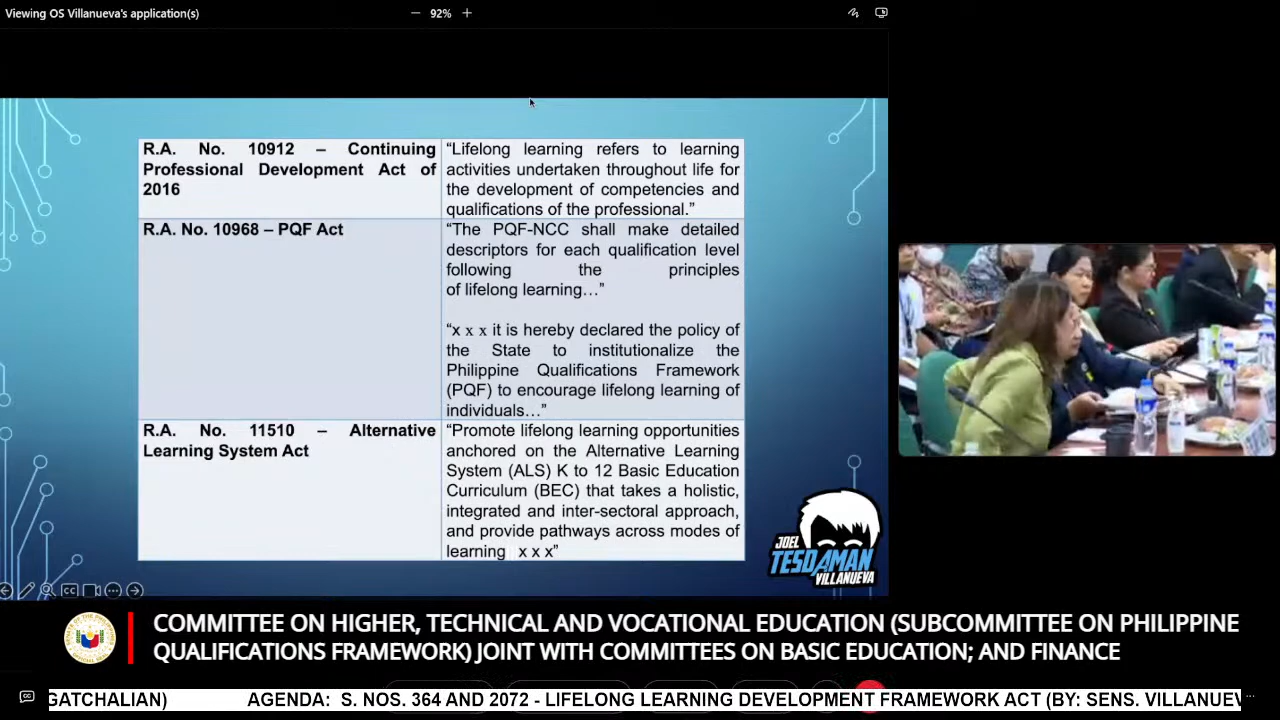 Viewing OS Villanueva's application(s)
92%
R.A. No. 10912 – Continuing
Professional Development Act of
2016
“Lifelong learning refers to learning
activities undertaken throughout life for
the development of competencies and
qualifications of the professional.”
R.A. No. 10968 – PQF Act
“The PQF-NCC shall make detailed
descriptors for each qualification level
following the principles
of lifelong learning…”
“x x x it is hereby declared the policy of
the State to institutionalize the
Philippine Qualifications Framework
(PQF) to encourage lifelong learning of
individuals…”
R.A. No. 11510 – Alternative
Learning System Act
“Promote lifelong learning opportunities
anchored on the Alternative Learning
System (ALS) K to 12 Basic Education
Curriculum (BEC) that takes a holistic,
integrated and inter-sectoral approach,
and provide pathways across modes of
learning x x x”
JOEL
TESDAMAN
VILLANUEVA
CC
COMMITTEE ON HIGHER, TECHNICAL AND VOCATIONAL EDUCATION (SUBCOMMITTEE ON PHILIPPINE
QUALIFICATIONS FRAMEWORK) JOINT WITH COMMITTEES ON BASIC EDUCATION; AND FINANCE
GATCHALIAN) AGENDA: S. NOS. 364 AND 2072 - LIFELONG LEARNING DEVELOPMENT FRAMEWORK ACT (BY: SENS. VILLANUEV